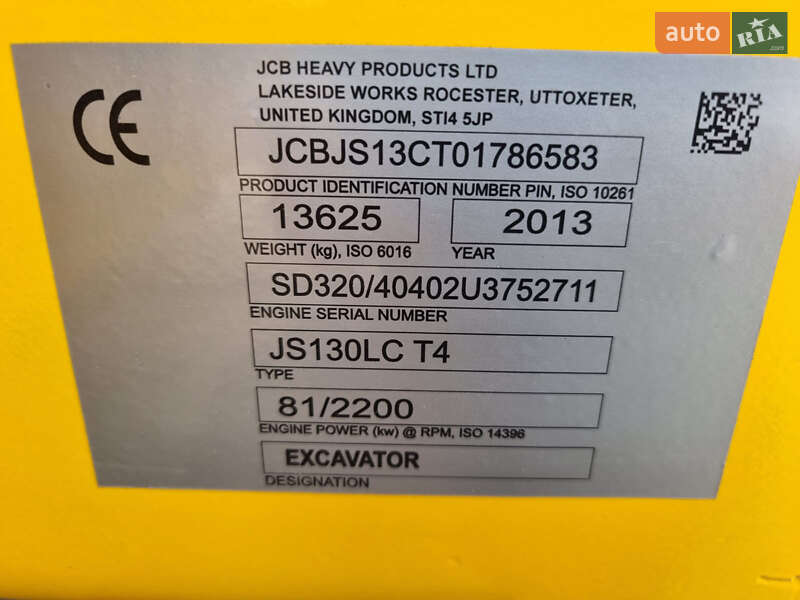 auto RIA.com
CE
JCB HEAVY PRODUCTS LTD
LAKESIDE WORKS ROCESTER, UTTOXETER,
UNITED KINGDOM, STI4 5JP
JCBJS13CT01786583
PRODUCT IDENTIFICATION NUMBER PIN, ISO 10261
13625 2013
WEIGHT (kg), ISO 6016 YEAR
SD320/40402U3752711
ENGINE SERIAL NUMBER
JS130LC T4
TYPE
81/2200
ENGINE POWER (kw) @ RPM, ISO 14396
EXCAVATOR
DESIGNATION